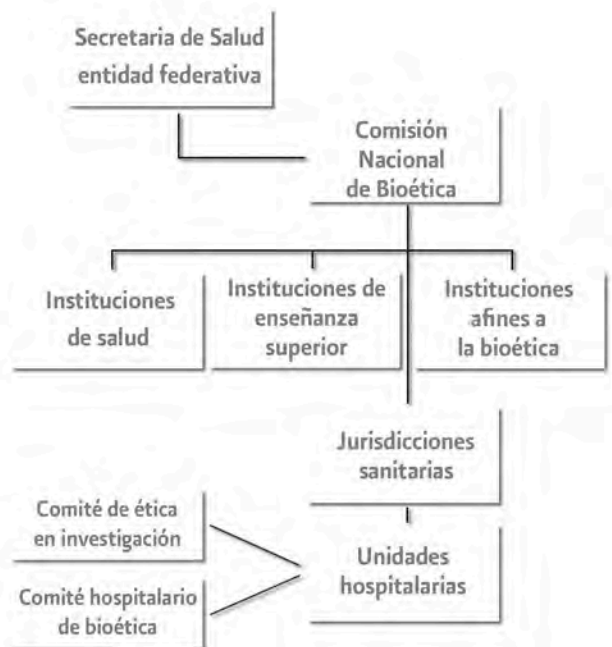 Secretaria de Salud
entidad federativa
Comisión
Nacional
de Bioética
Instituciones
de salud
Instituciones de
enseñanza
superior
Instituciones
afines a
la bioética
Jurisdicciones
sanitarias
Comité de ética
en investigación
Unidades
hospitalarias
Comité hospitalario
de bioética